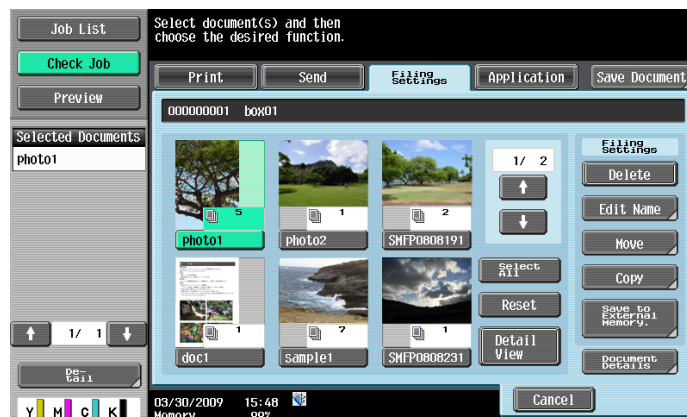 Job List
Check Job
Preview
Selected Documents
photo1
1/ 1
De-
tail
Y M C K
Select document(s) and then
choose the desired function.
Print
Send
Filing
Settings
Application
Save Document
000000001 box01
5
photo1
1
photo2
2
SMFP0808191
1
doc1
7
sample1
1
SMFP0808231
1/ 2
Select
All
Reset
Detail
View
Filing
Settings
Delete
Edit Name
Move
Copy
Save to
External
Memory.
Document
Details
03/30/2009 15:48
Memory 99%
Cancel